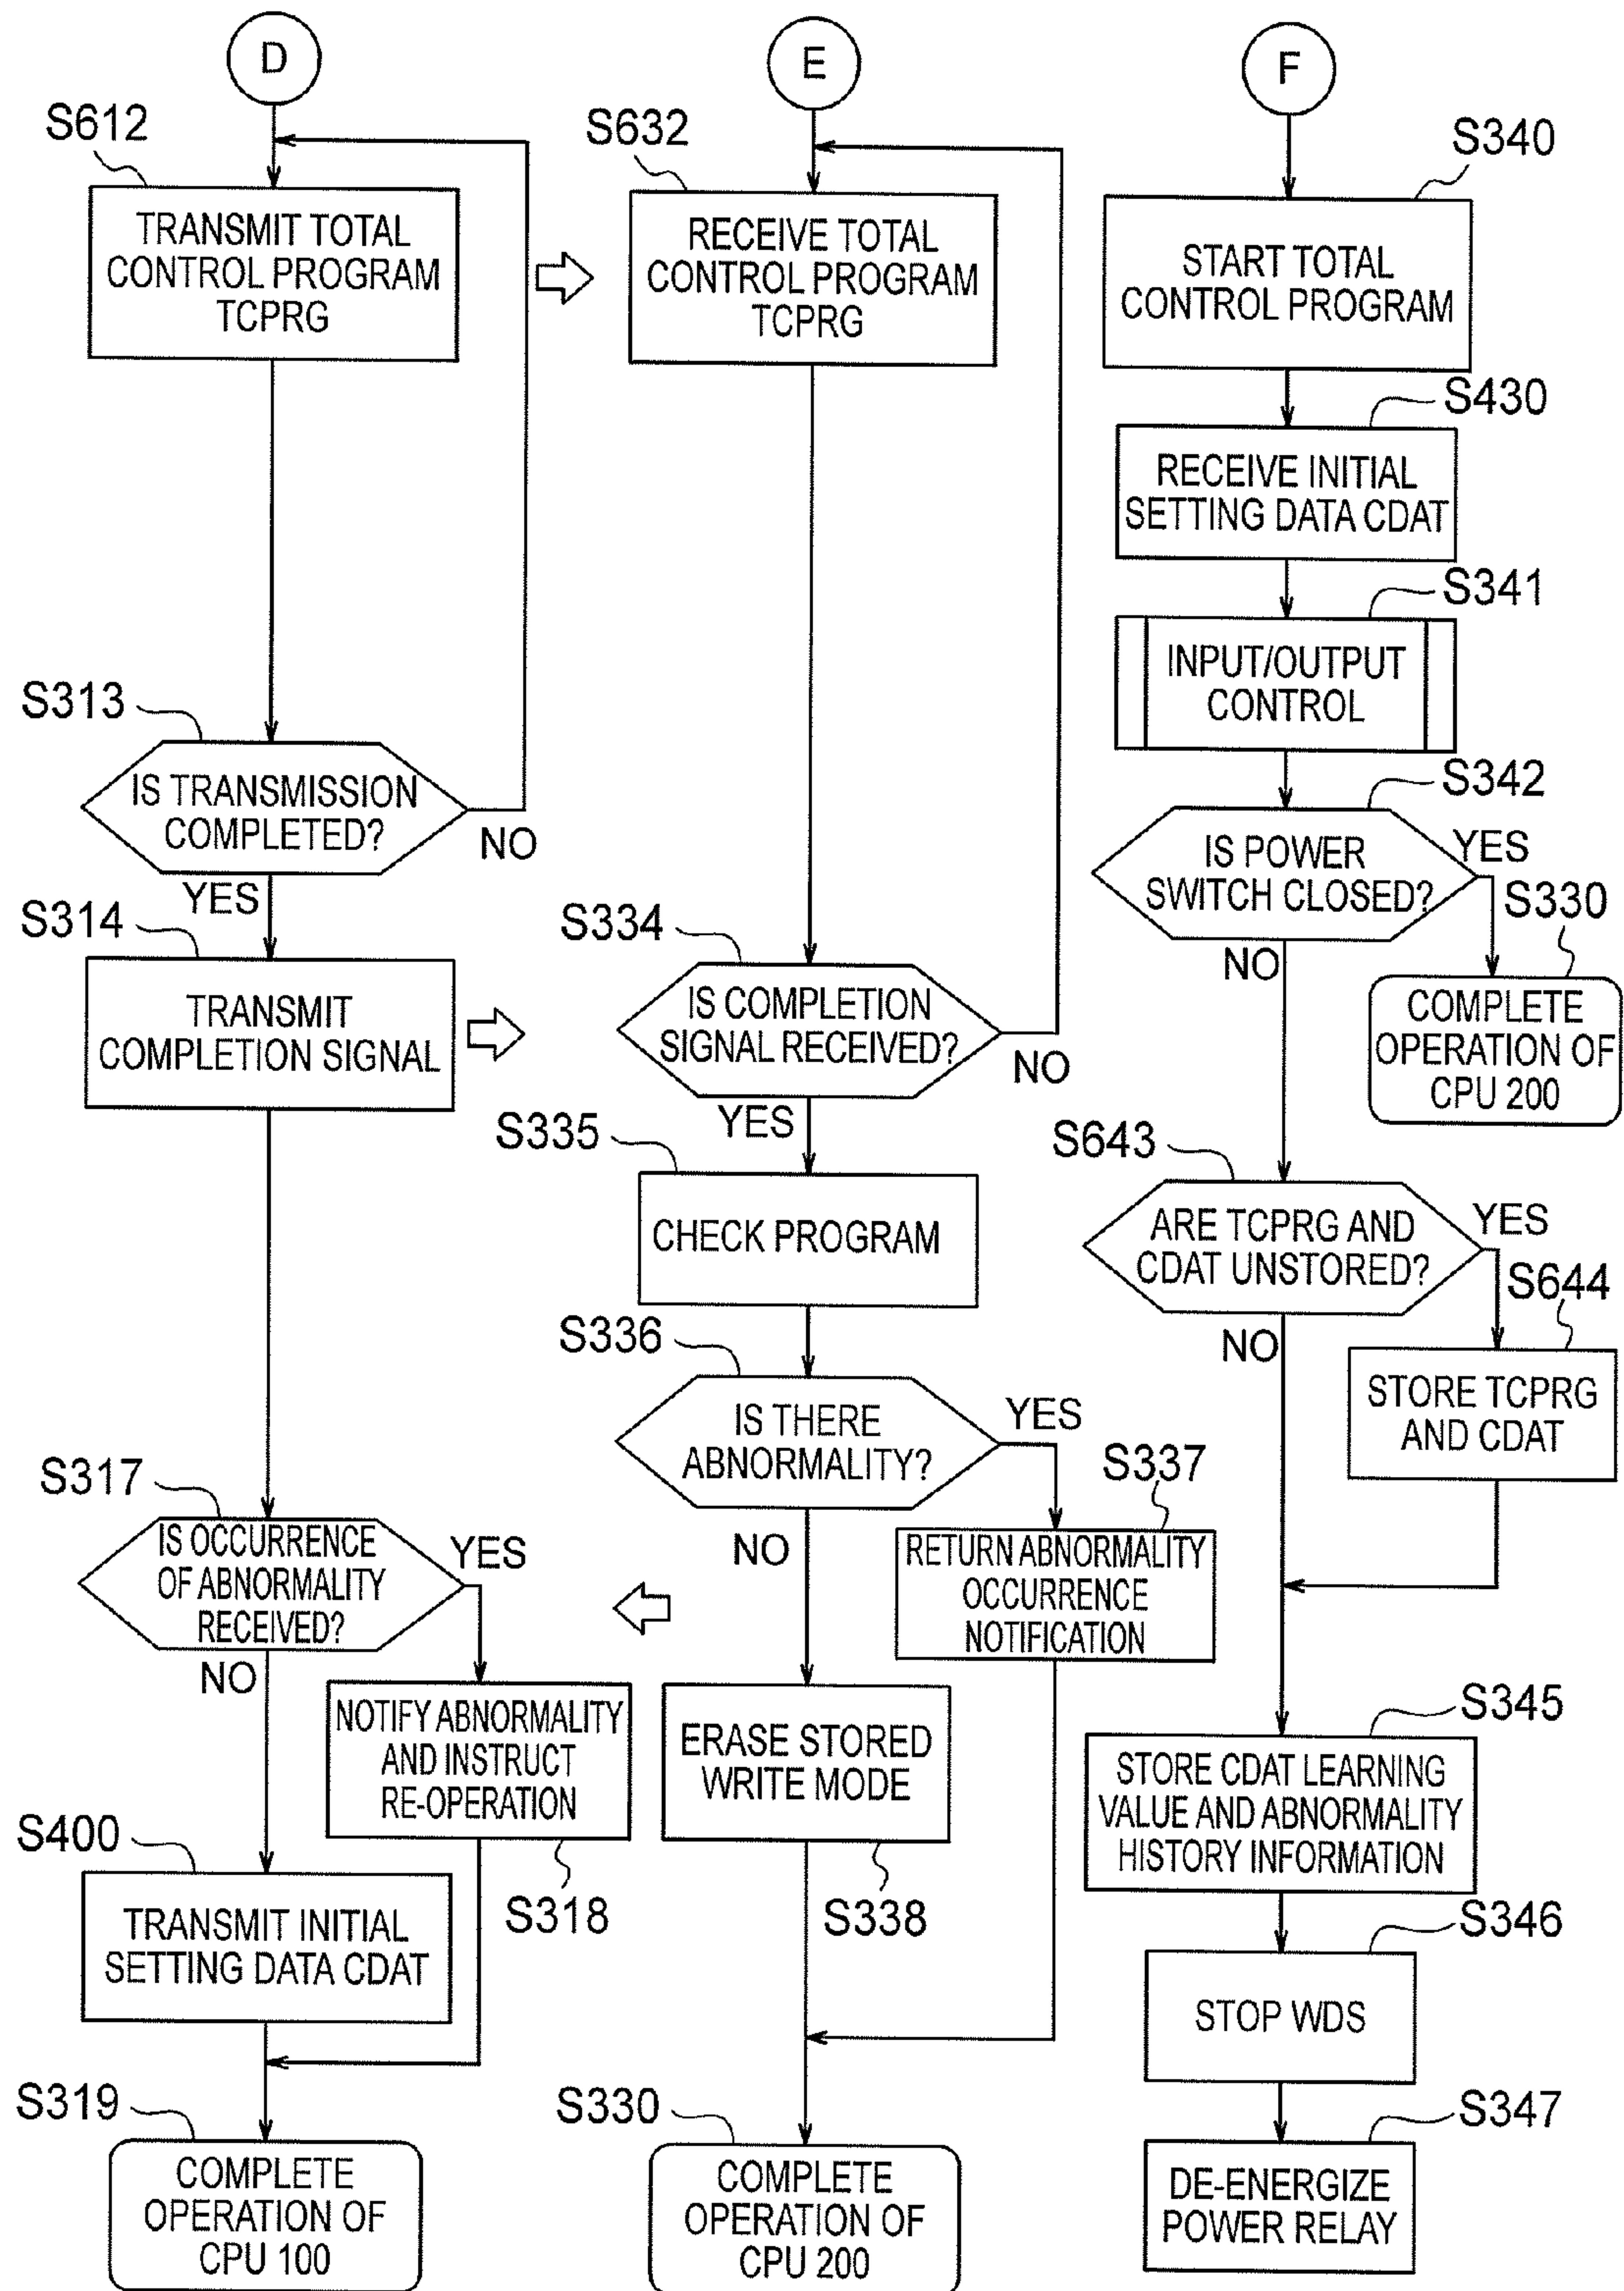 D
S612
TRANSMIT TOTAL
CONTROL PROGRAM
TCPRG
S313
IS TRANSMISSION
COMPLETED?
NO
YES
S314
TRANSMIT
COMPLETION SIGNAL
S317
IS OCCURRENCE
OF ABNORMALITY
RECEIVED?
YES
NO
NOTIFY ABNORMALITY
AND INSTRUCT
RE-OPERATION
S318
S400
TRANSMIT INITIAL
SETTING DATA CDAT
S319
COMPLETE
OPERATION OF
CPU 100
E
S632
RECEIVE TOTAL
CONTROL PROGRAM
TCPRG
S334
IS COMPLETION
SIGNAL RECEIVED?
NO
YES
S335
CHECK PROGRAM
S336
IS THERE
ABNORMALITY?
YES
NO
S337
RETURN ABNORMALITY
OCCURRENCE
NOTIFICATION
ERASE STORED
WRITE MODE
S338
S330
COMPLETE
OPERATION OF
CPU 200
F
S340
START TOTAL
CONTROL PROGRAM
S430
RECEIVE INITIAL
SETTING DATA CDAT
S341
INPUT/OUTPUT
CONTROL
S342
IS POWER
SWITCH CLOSED?
YES
NO
S330
COMPLETE
OPERATION OF
CPU 200
S643
ARE TCPRG AND
CDAT UNSTORED?
YES
NO
S644
STORE TCPRG
AND CDAT
S345
STORE CDAT LEARNING
VALUE AND ABNORMALITY
HISTORY INFORMATION
S346
STOP WDS
S347
DE-ENERGIZE
POWER RELAY